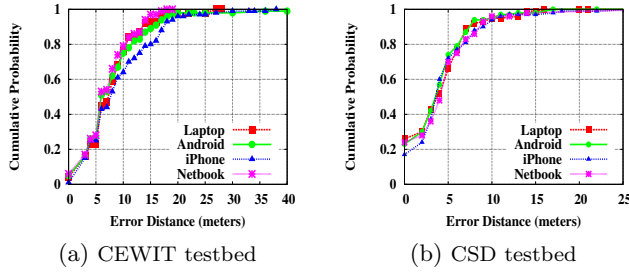 Cumulative Probability
1
0.8
0.6
0.4
0.2
0
0 5 10 15 20 25 30 35 40
Error Distance (meters)
Laptop
Android
iPhone
Netbook
(a) CEWIT testbed
Cumulative Probability
1
0.8
0.6
0.4
0.2
0
0 5 10 15 20 25
Error Distance (meters)
Laptop
Android
iPhone
Netbook
(b) CSD testbed